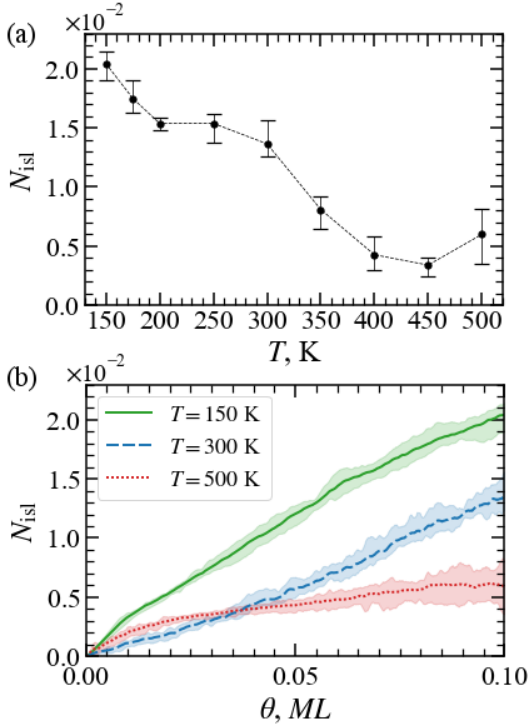 (a)
×10⁻²
2.0
1.5
1.0
0.5
0.0
N_isl
150 200 250 300 350 400 450 500
T, K
(b)
×10⁻²
2.0
1.5
1.0
0.5
0.0
N_isl
T = 150 K
T = 300 K
T = 500 K
0.00 0.05 0.10
θ, ML